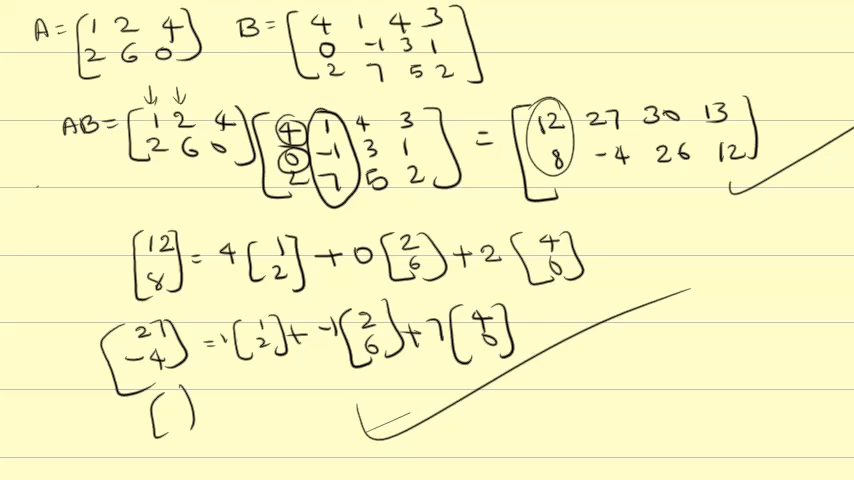 A = [1 2 4 B = [4 1 4 3
2 6 0] 0 -1 3 1
2 7 5 2]
AB = [1 2 4 [4 1 4 3 = [12 27 30 13
2 6 0] 0 -1 3 1 8 -4 26 12]
2 7 5 2]
[12 = 4 [1 + 0 [2 + 2 [4
8] 2] 6] 0]
[27 = 1 [1 + -1 [2 + 7 [4
-4] 2] 6] 0]
[ ]